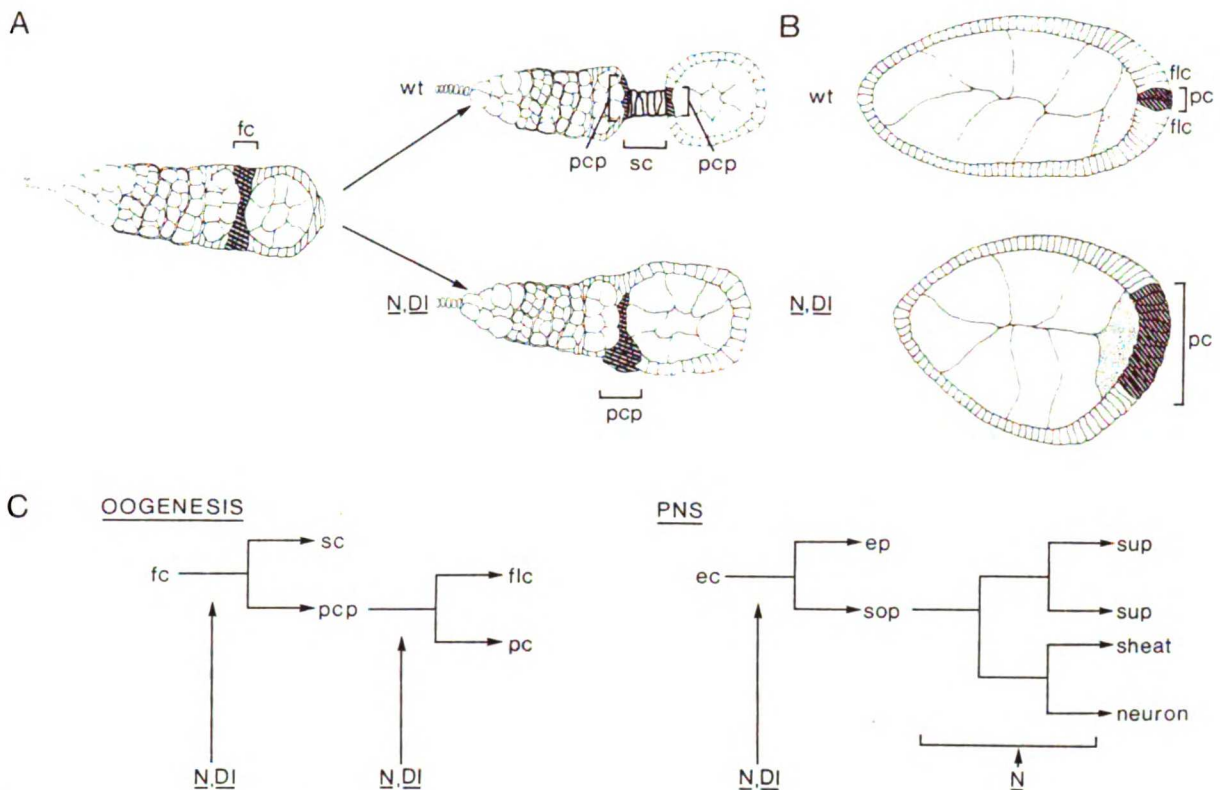 A
fc
wt
pcp
sc
pcp
N,Dl
pcp
B
wt
flc
pc
flc
N,Dl
pc
C
OOGENESIS
fc
sc
pcp
flc
pc
N,Dl
N,Dl
PNS
ec
ep
sop
sup
sup
sheat
neuron
N,Dl
N